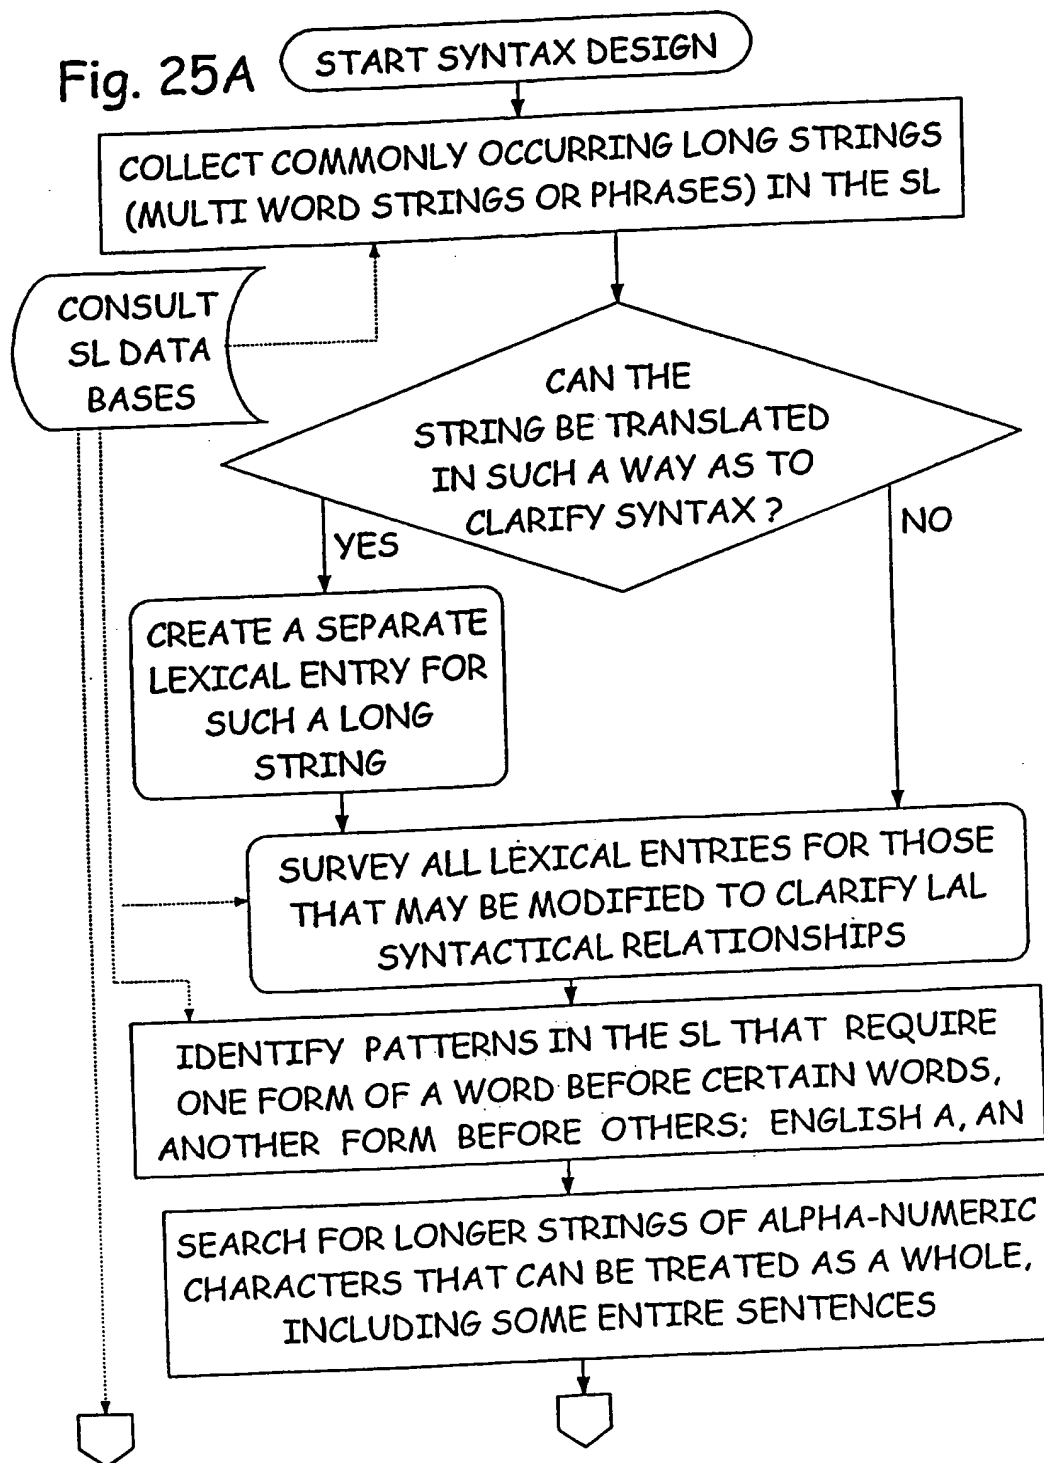 Fig. 25A
START SYNTAX DESIGN
COLLECT COMMONLY OCCURRING LONG STRINGS
(MULTI WORD STRINGS OR PHRASES) IN THE SL
CONSULT
SL DATA
BASES
CAN THE
STRING BE TRANSLATED
IN SUCH A WAY AS TO
CLARIFY SYNTAX ?
YES
NO
CREATE A SEPARATE
LEXICAL ENTRY FOR
SUCH A LONG
STRING
SURVEY ALL LEXICAL ENTRIES FOR THOSE
THAT MAY BE MODIFIED TO CLARIFY LAL
SYNTACTICAL RELATIONSHIPS
IDENTIFY PATTERNS IN THE SL THAT REQUIRE
ONE FORM OF A WORD BEFORE CERTAIN WORDS,
ANOTHER FORM BEFORE OTHERS; ENGLISH A, AN
SEARCH FOR LONGER STRINGS OF ALPHA-NUMERIC
CHARACTERS THAT CAN BE TREATED AS A WHOLE,
INCLUDING SOME ENTIRE SENTENCES